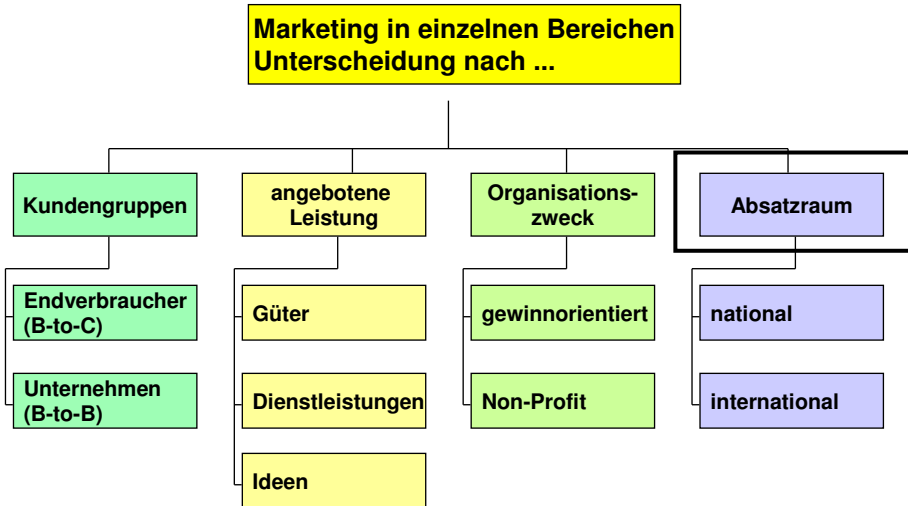 Marketing in einzelnen Bereichen
Unterscheidung nach ...
Kundengruppen
angebotene
Leistung
Organisations-
zweck
Absatzraum
Endverbraucher
(B-to-C)
Güter
gewinnorientiert
national
Unternehmen
(B-to-B)
Dienstleistungen
Non-Profit
international
Ideen